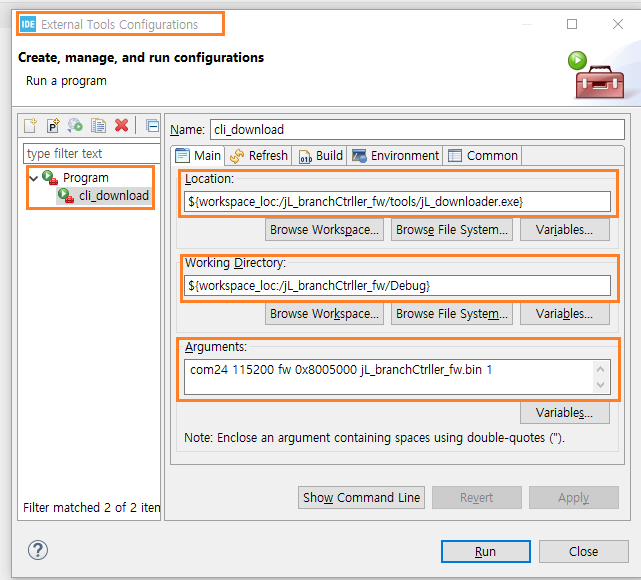 IDE External Tools Configurations
Create, manage, and run configurations
Run a program
type filter text
Program
cli_download
Filter matched 2 of 2 iten
Name: cli_download
Main Refresh Build Environment Common
Location:
${workspace_loc:/jL_branchCtrller_fw/tools/jL_downloader.exe}
Browse Workspace... Browse File System... Variables...
Working Directory:
${workspace_loc:/jL_branchCtrller_fw/Debug}
Browse Workspace... Browse File System... Variables...
Arguments:
com24 115200 fw 0x8005000 jL_branchCtrller_fw.bin 1
Variables...
Note: Enclose an argument containing spaces using double-quotes (").
Show Command Line Revert Apply
? Run Close